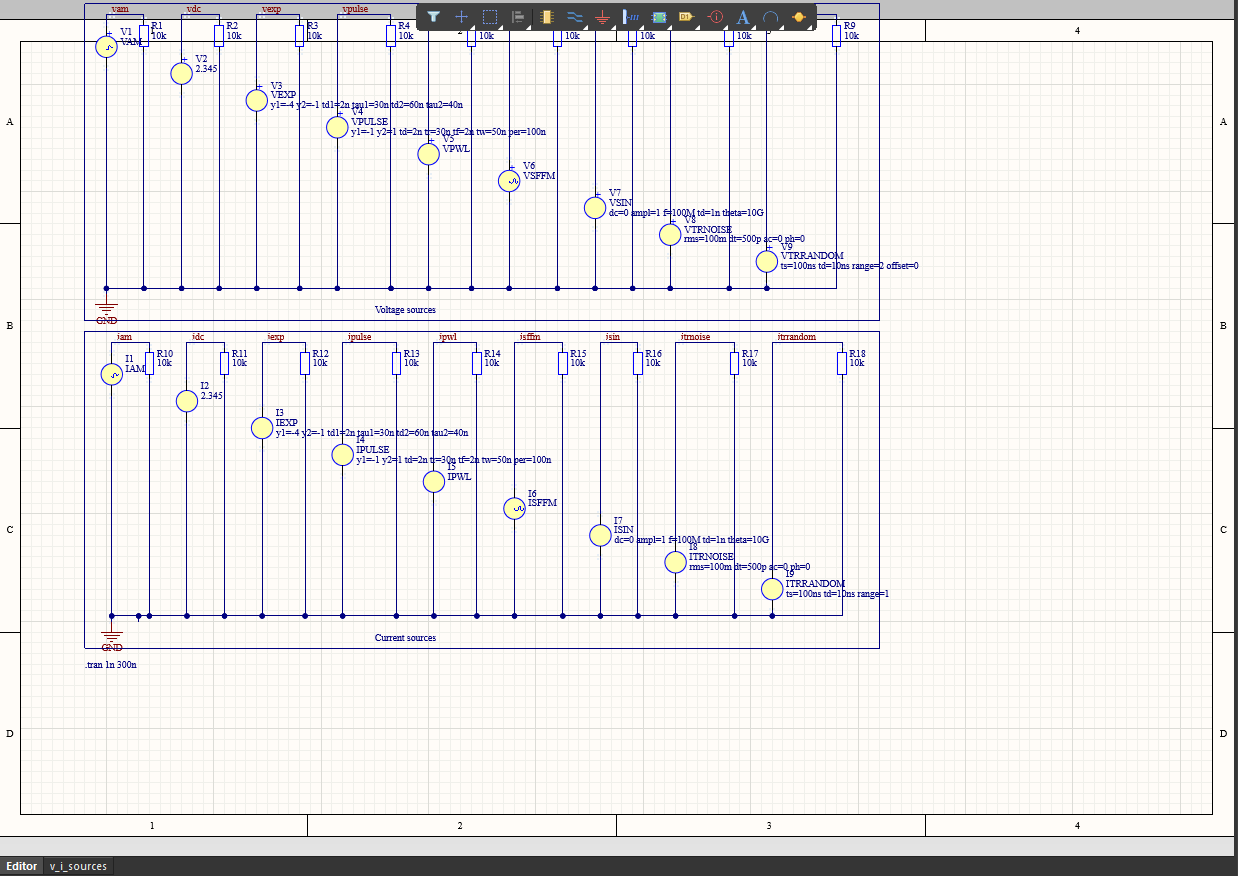 vam
vdc
vexp
vpulse
V1
VAM
R1
10k
R2
10k
R3
10k
R4
10k
10k
10k
10k
10k
R9
10k
2
3
4
V2
2.345
V3
VEXP
y1=-4 y2=-1 td1=2n tau1=30n td2=60n tau2=40n
V4
VPULSE
y1=-1 y2=1 td=2n tr=30n tf=2n tw=50n per=100n
V5
VPWL
V6
VSFFM
V7
VSIN
dc=0 ampl=1 f=100M td=1n theta=10G
V8
VTRNOISE
rms=100m dt=500p ac=0 ph=0
V9
VTRRANDOM
ts=100ns td=10ns range=2 offset=0
A
A
Voltage sources
GND
B
B
iam
idc
iexp
ipulse
ipwl
isffm
isin
itrnoise
itrrandom
I1
IAM
R10
10k
R11
10k
R12
10k
R13
10k
R14
10k
R15
10k
R16
10k
R17
10k
R18
10k
I2
2.345
I3
IEXP
y1=-4 y2=-1 td1=2n tau1=30n td2=60n tau2=40n
I4
IPULSE
y1=-1 y2=1 td=2n tr=30n tf=2n tw=50n per=100n
I5
IPWL
I6
ISFFM
I7
ISIN
dc=0 ampl=1 f=100M td=1n theta=10G
I8
ITRNOISE
rms=100m dt=500p ac=0 ph=0
I9
ITRRANDOM
ts=100ns td=10ns range=1
C
C
Current sources
GND
.tran 1n 300n
D
D
1
2
3
4
Editor
v_i_sources